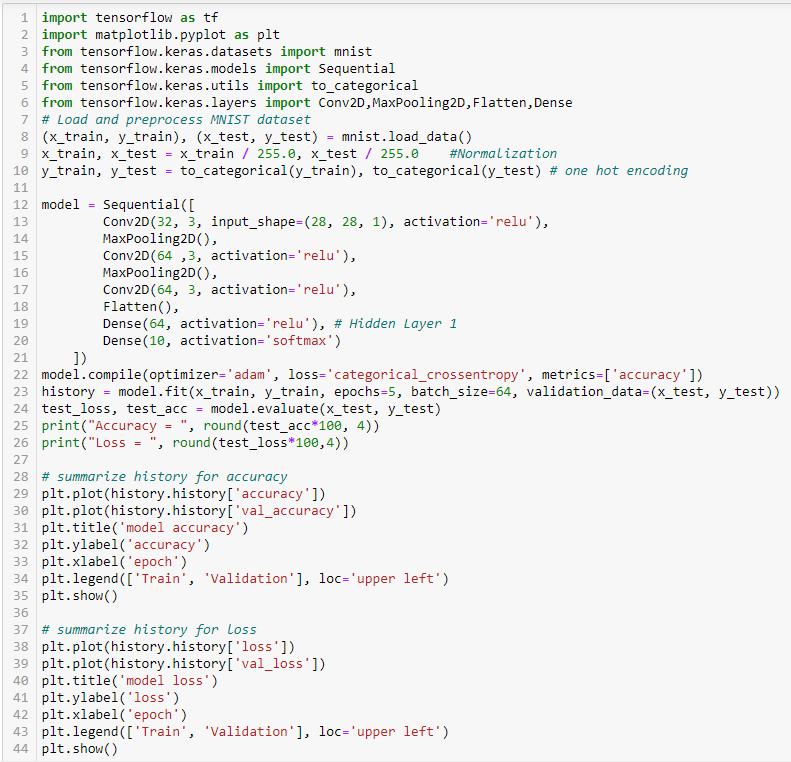 1 import tensorflow as tf
2 import matplotlib.pyplot as plt
3 from tensorflow.keras.datasets import mnist
4 from tensorflow.keras.models import Sequential
5 from tensorflow.keras.utils import to_categorical
6 from tensorflow.keras.layers import Conv2D,MaxPooling2D,Flatten,Dense
7 # Load and preprocess MNIST dataset
8 (x_train, y_train), (x_test, y_test) = mnist.load_data()
9 x_train, x_test = x_train / 255.0, x_test / 255.0    #Normalization
10 y_train, y_test = to_categorical(y_train), to_categorical(y_test) # one hot encoding
11
12 model = Sequential([
13         Conv2D(32, 3, input_shape=(28, 28, 1), activation='relu'),
14         MaxPooling2D(),
15         Conv2D(64 ,3, activation='relu'),
16         MaxPooling2D(),
17         Conv2D(64, 3, activation='relu'),
18         Flatten(),
19         Dense(64, activation='relu'), # Hidden Layer 1
20         Dense(10, activation='softmax')
21     ])
22 model.compile(optimizer='adam', loss='categorical_crossentropy', metrics=['accuracy'])
23 history = model.fit(x_train, y_train, epochs=5, batch_size=64, validation_data=(x_test, y_test))
24 test_loss, test_acc = model.evaluate(x_test, y_test)
25 print("Accuracy = ", round(test_acc*100, 4))
26 print("Loss = ", round(test_loss*100,4))
27
28 # summarize history for accuracy
29 plt.plot(history.history['accuracy'])
30 plt.plot(history.history['val_accuracy'])
31 plt.title('model accuracy')
32 plt.ylabel('accuracy')
33 plt.xlabel('epoch')
34 plt.legend(['Train', 'Validation'], loc='upper left')
35 plt.show()
36
37 # summarize history for loss
38 plt.plot(history.history['loss'])
39 plt.plot(history.history['val_loss'])
40 plt.title('model loss')
41 plt.ylabel('loss')
42 plt.xlabel('epoch')
43 plt.legend(['Train', 'Validation'], loc='upper left')
44 plt.show()